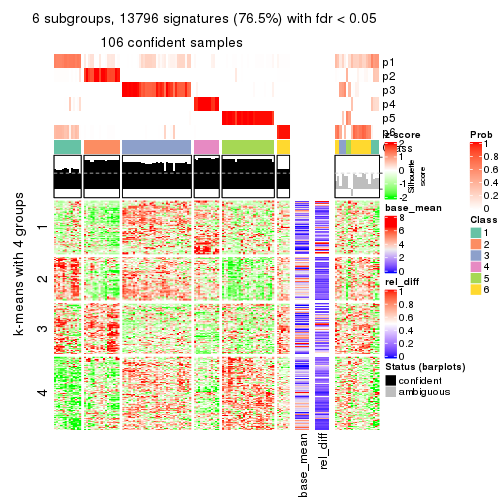 6 subgroups, 13796 signatures (76.5%) with fdr < 0.05
106 confident samples
p1
p2
p3
p4
p5
p6
Class
Silhouette
score
k-means with 4 groups
1
2
3
4
base_mean
rel_diff
z-score
2
1
0
-1
-2
base_mean
8
6
4
2
0
rel_diff
1
0.8
0.6
0.4
0.2
0
Status (barplots)
confident
ambiguous
Prob
1
0.8
0.6
0.4
0.2
0
Class
1
2
3
4
5
6